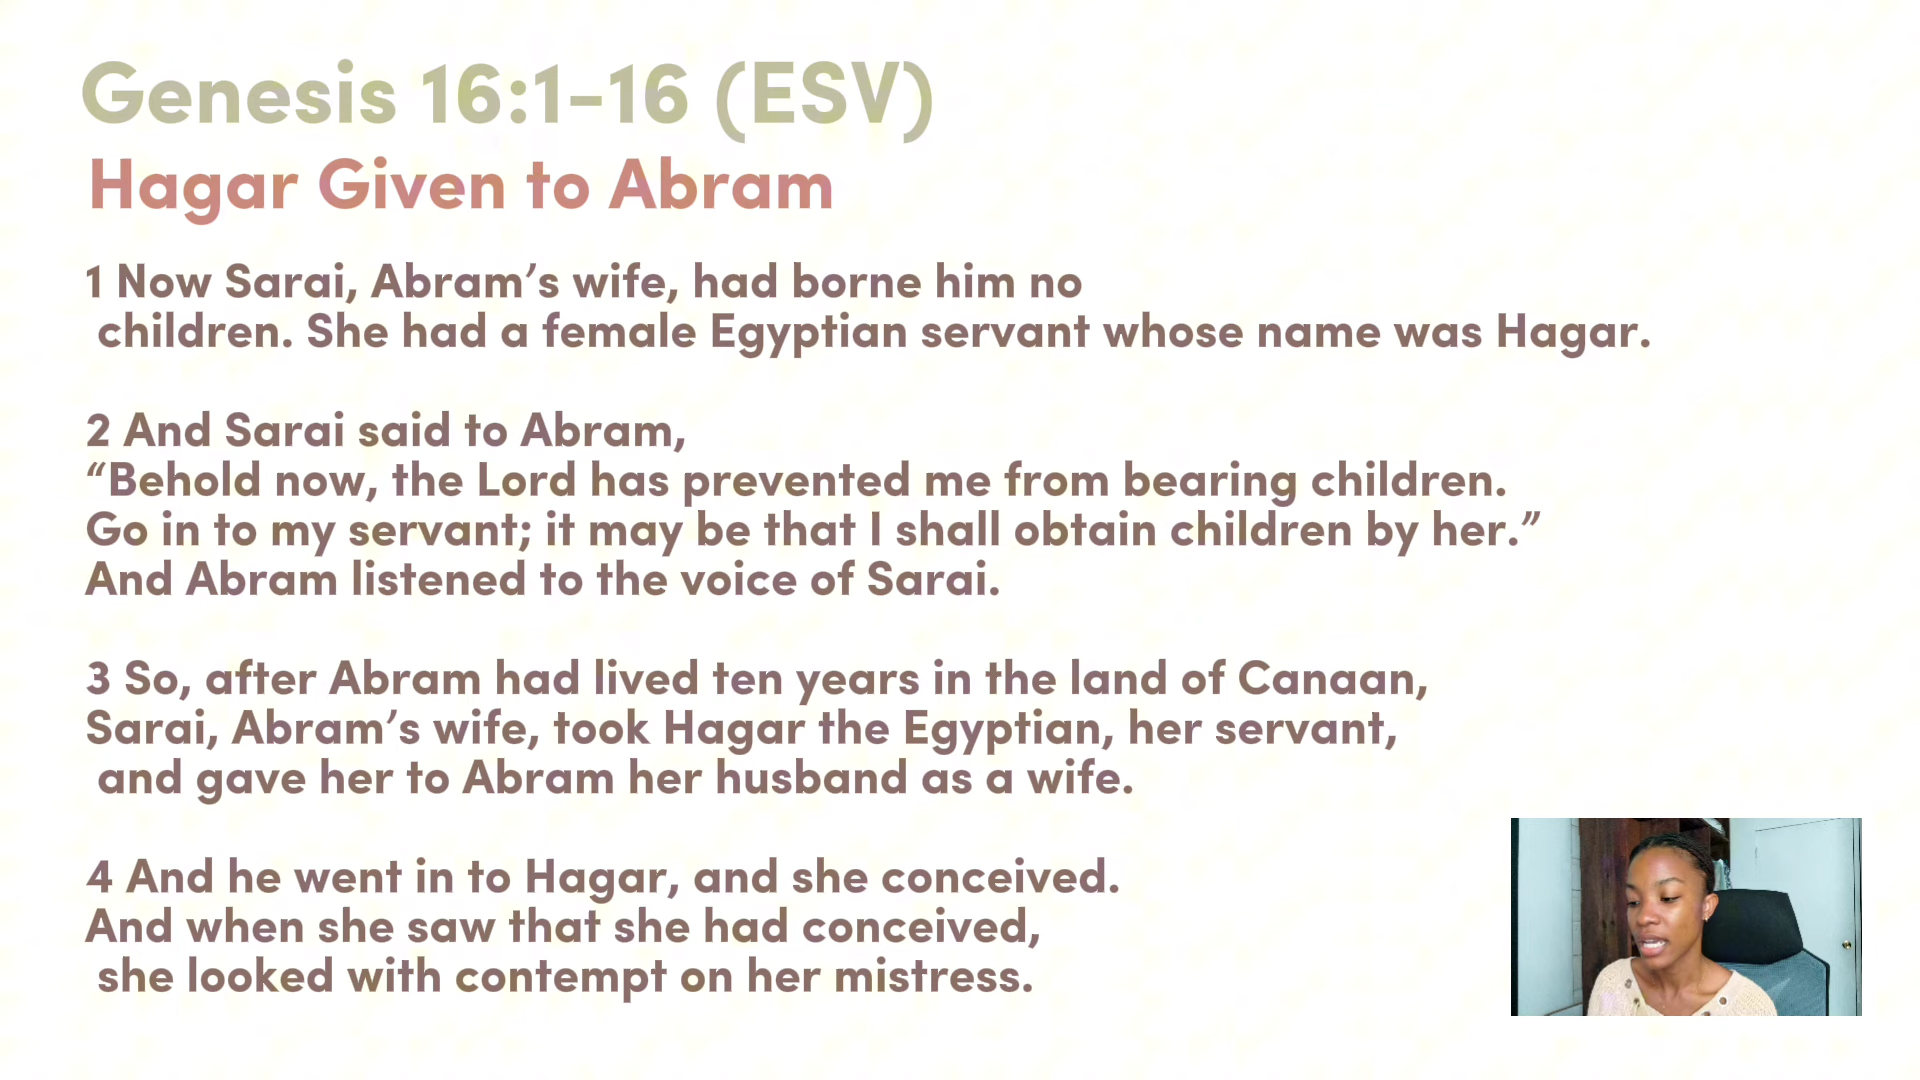 Genesis 16:1-16 (ESV)
Hagar Given to Abram
1 Now Sarai, Abram’s wife, had borne him no
children. She had a female Egyptian servant whose name was Hagar.
2 And Sarai said to Abram,
“Behold now, the Lord has prevented me from bearing children.
Go in to my servant; it may be that I shall obtain children by her.”
And Abram listened to the voice of Sarai.
3 So, after Abram had lived ten years in the land of Canaan,
Sarai, Abram’s wife, took Hagar the Egyptian, her servant,
and gave her to Abram her husband as a wife.
4 And he went in to Hagar, and she conceived.
And when she saw that she had conceived,
she looked with contempt on her mistress.